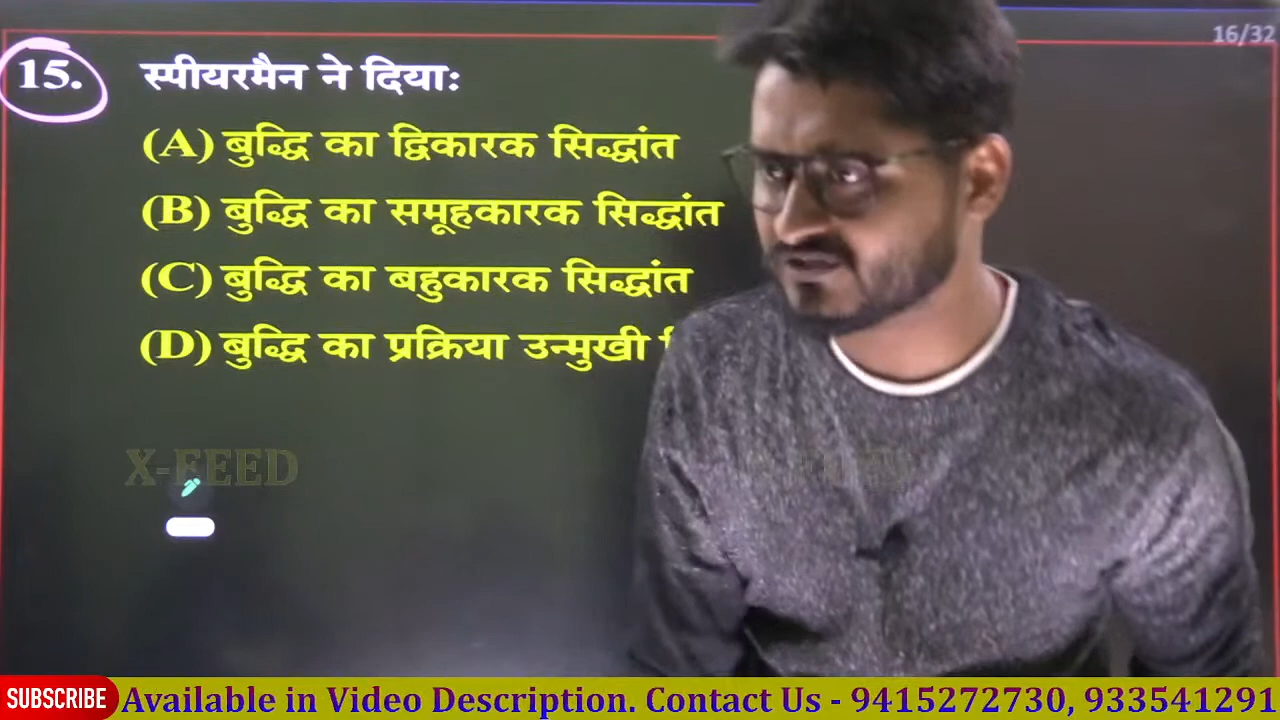 16/32
15. स्पीयरमैन ने दियाः
(A) बुद्धि का द्विकारक सिद्धांत
(B) बुद्धि का समूहकारक सिद्धांत
(C) बुद्धि का बहुकारक सिद्धांत
(D) बुद्धि का प्रक्रिया उन्मुखी
X-FEED
SUBSCRIBE Available in Video Description. Contact Us - 9415272730, 933541291